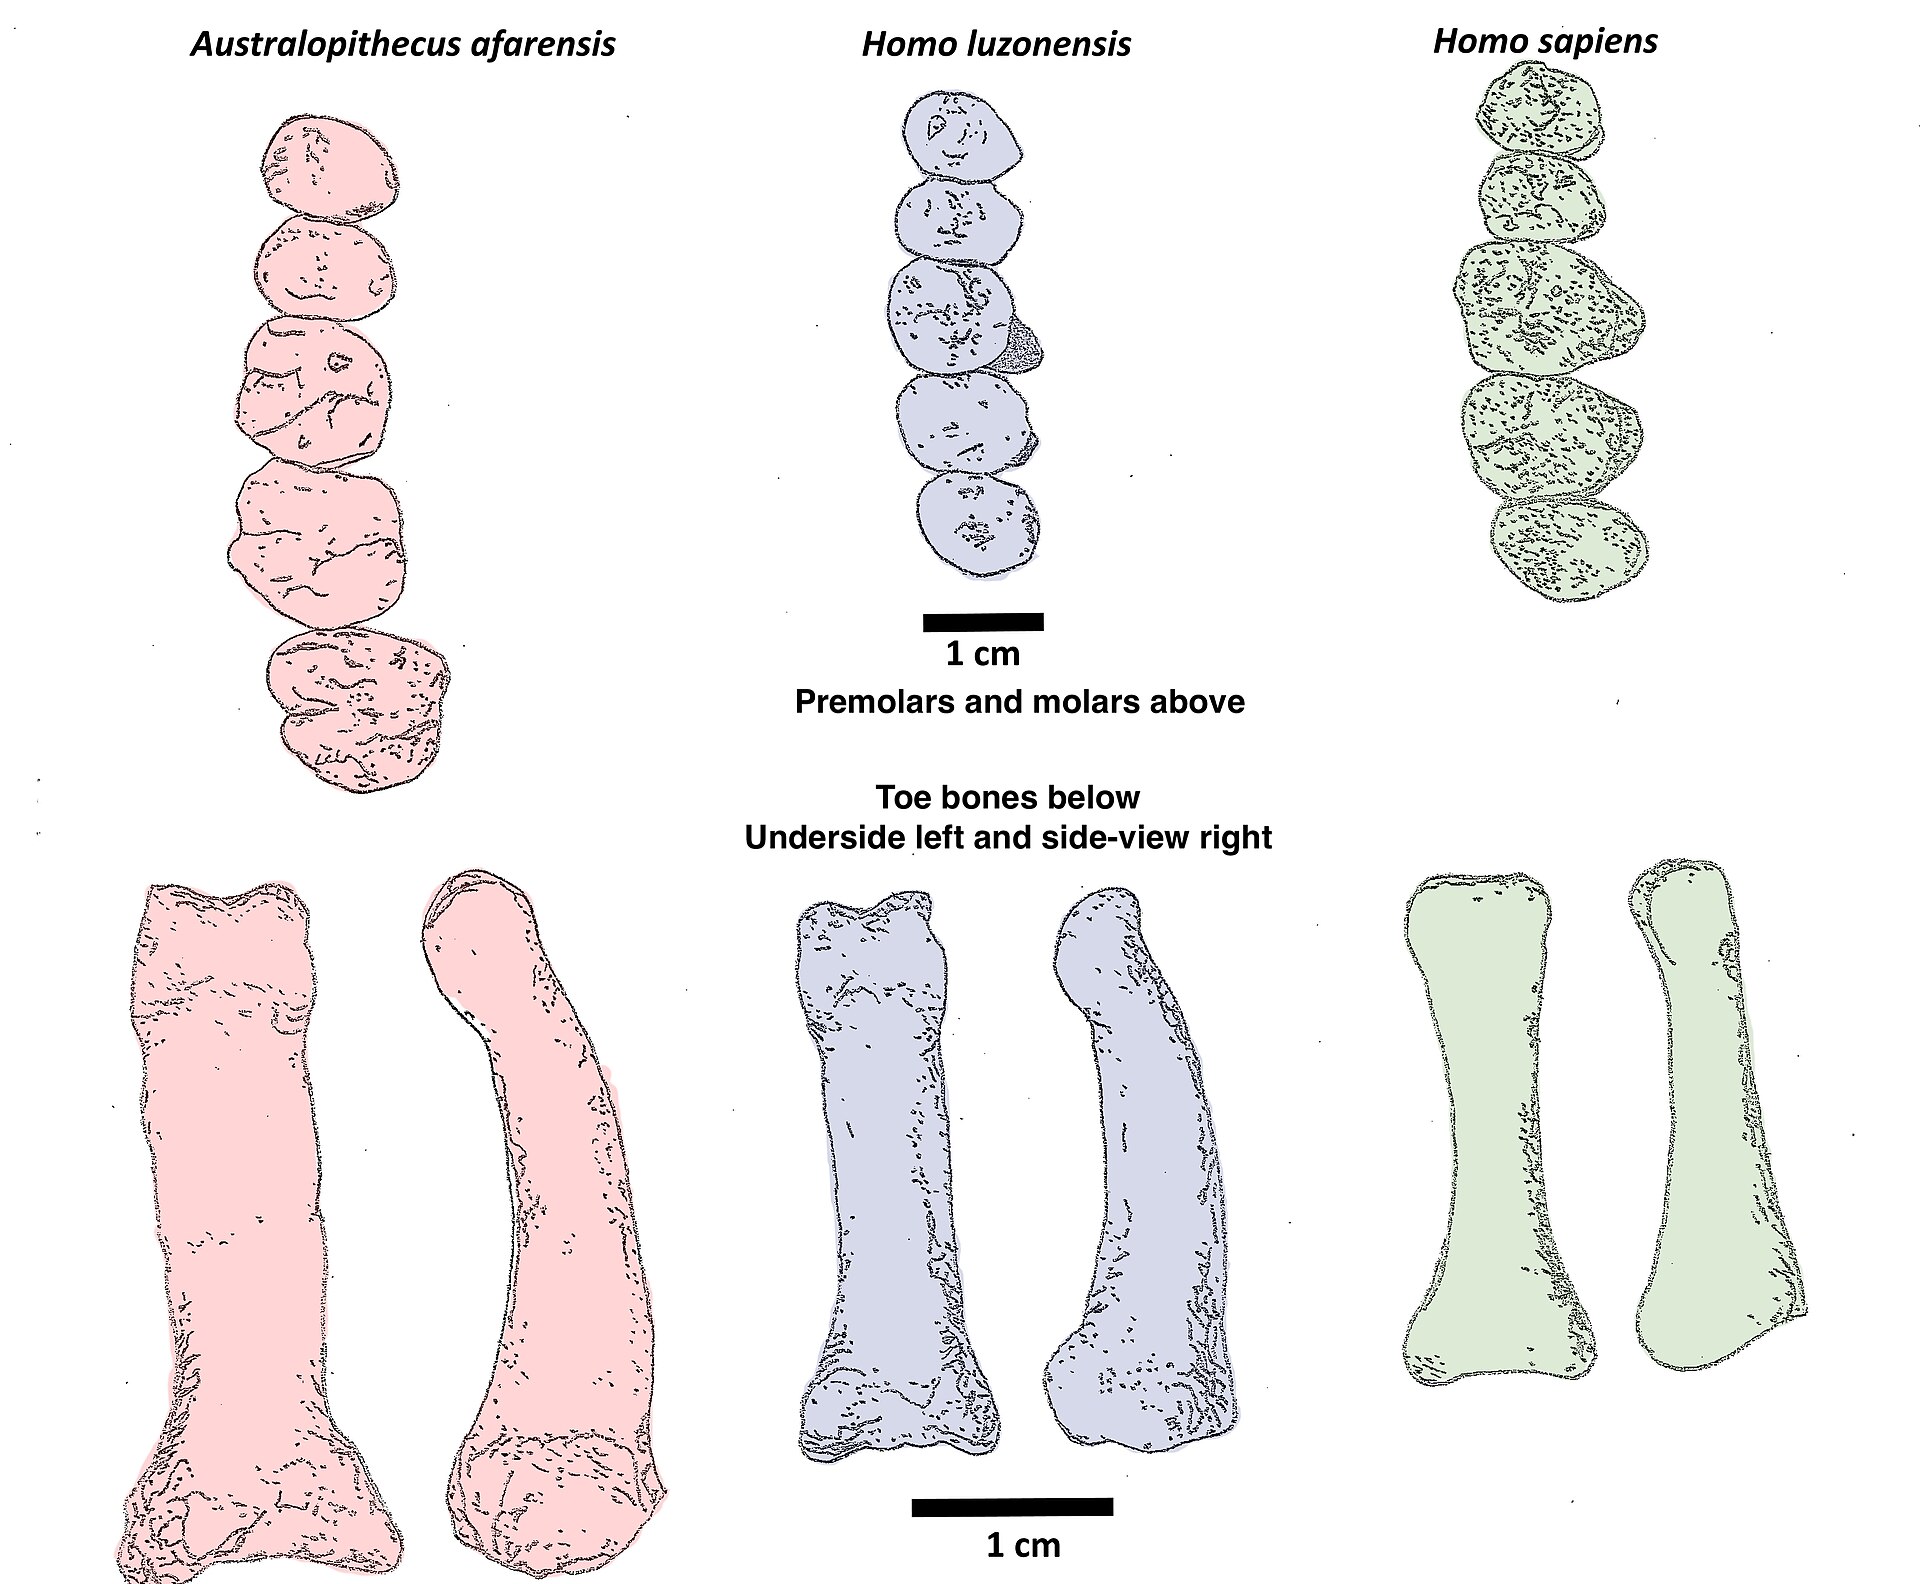 Australopithecus afarensis
Homo luzonensis
Homo sapiens
1 cm
Premolars and molars above
Toe bones below
Underside left and side-view right
1 cm